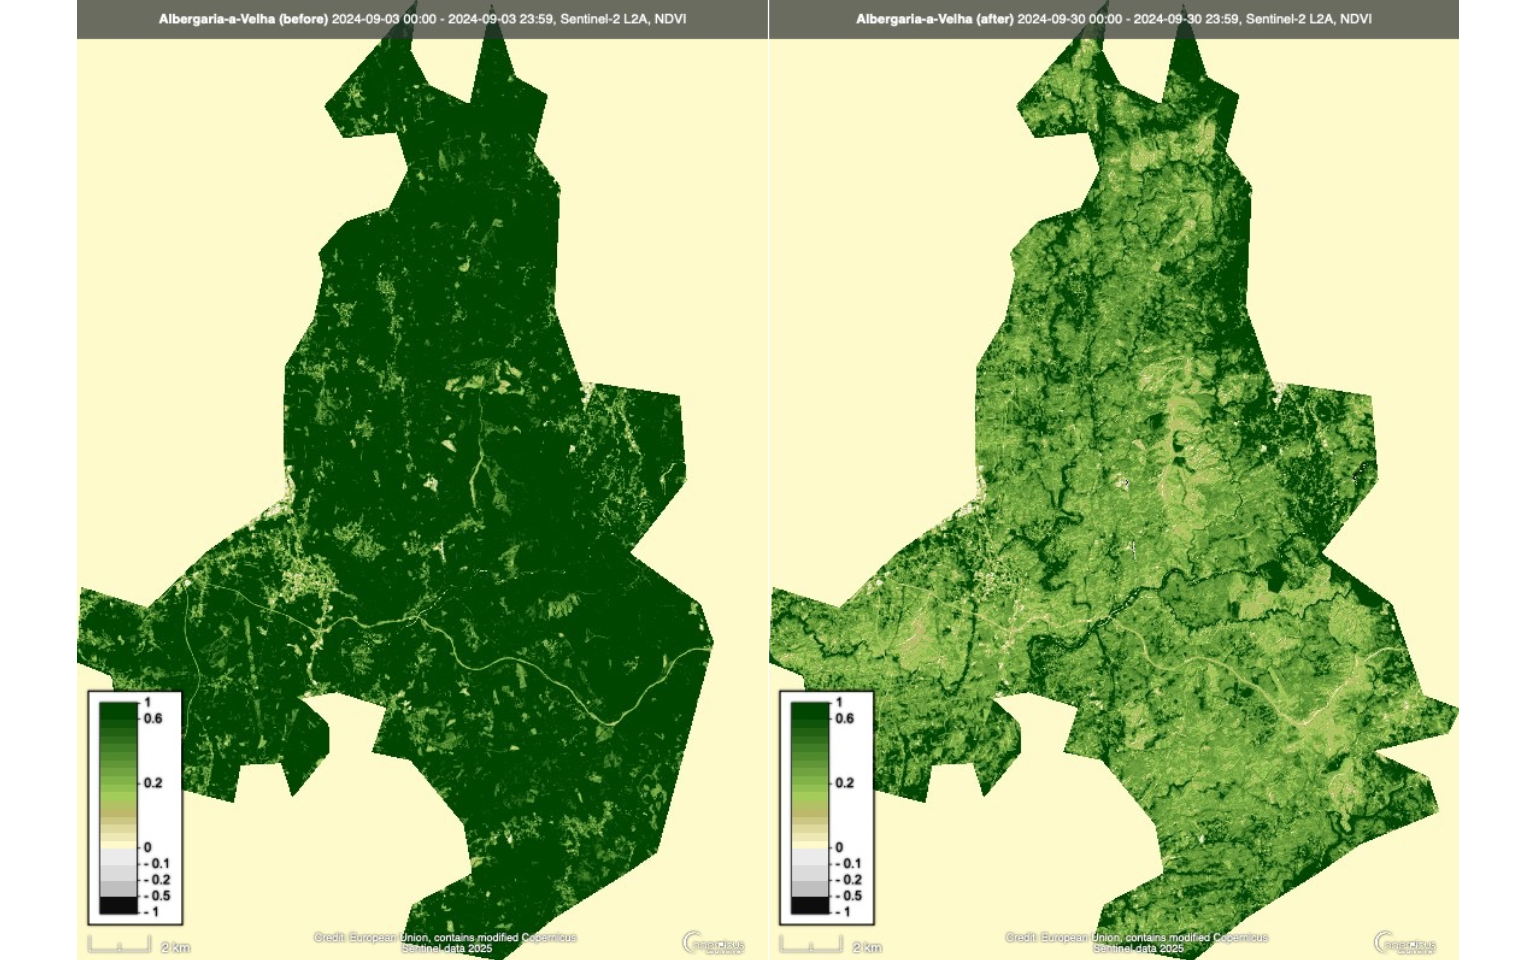 Albergaria-a-Velha (before) 2024-09-03 00:00 - 2024-09-03 23:59, Sentinel-2 L2A, NDVI
1
0.6
0.2
0
- 0.1
- 0.2
- 0.5
- 1
2 km
Credit: European Union, contains modified Copernicus
Sentinel data 2025
Albergaria-a-Velha (after) 2024-09-30 00:00 - 2024-09-30 23:59, Sentinel-2 L2A, NDVI
1
0.6
0.2
0
- 0.1
- 0.2
- 0.5
- 1
2 km
Credit: European Union, contains modified Copernicus
Sentinel data 2025